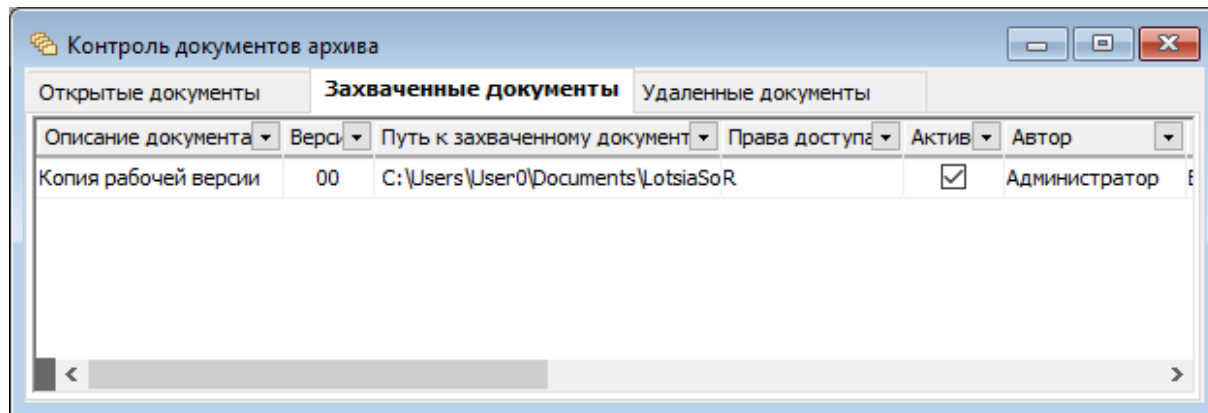 Контроль документов архива
Открытые документы Захваченные документы Удаленные документы
Описание документа Верси Путь к захваченному документ Права доступа Актив Автор
Копия рабочей версии 00 C:\Users\User0\Documents\LotsiaSo R Администратор